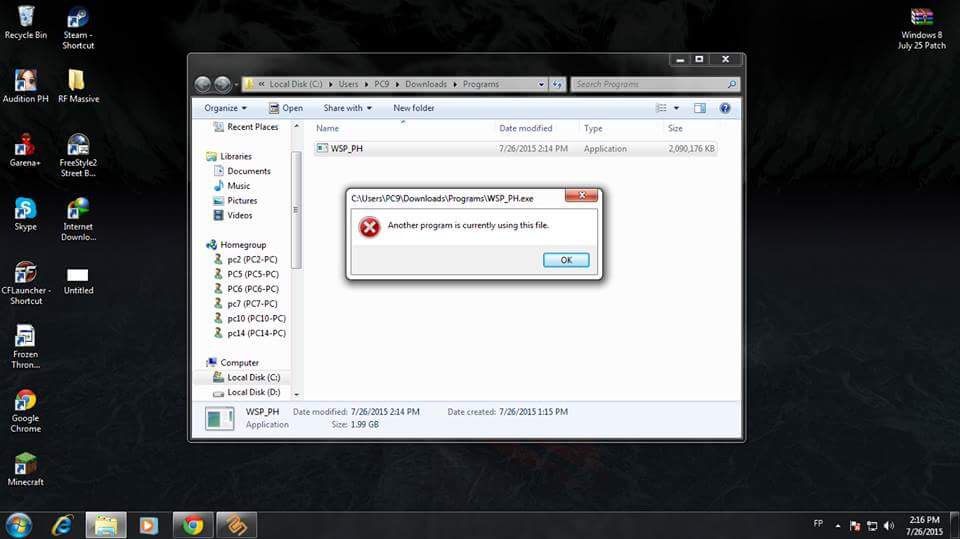 Recycle Bin
Steam -
Shortcut
Windows 8
July 25 Patch
Audition PH
RF Massive
Garena+
FreeStyle2
Street B...
Skype
Internet
Downlo...
CFLauncher -
Shortcut
Untitled
Frozen
Thron...
Google
Chrome
Minecraft
« Local Disk (C:) Users PC9 Downloads Programs
Search Programs
Organize Open Share with New folder
Recent Places
Libraries
Documents
Music
Pictures
Videos
Homegroup
pc2 (PC2-PC)
PC5 (PC5-PC)
PC6 (PC6-PC)
pc7 (PC7-PC)
pc10 (PC10-PC)
pc14 (PC14-PC)
Computer
Local Disk (C:)
Local Disk (D:)
Name Date modified Type Size
WSP_PH 7/26/2015 2:14 PM Application 2,090,176 KB
C:\Users\PC9\Downloads\Programs\WSP_PH.exe
Another program is currently using this file.
OK
WSP_PH Date modified: 7/26/2015 2:14 PM Date created: 7/26/2015 1:15 PM
Application Size: 1.99 GB
FP
2:16 PM
7/26/2015